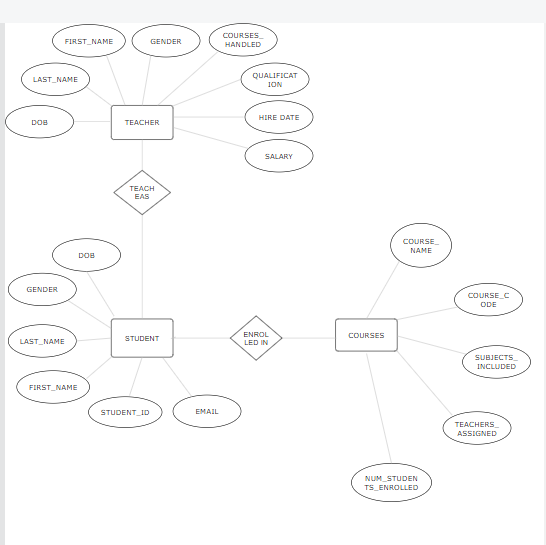 FIRST_NAME
GENDER
COURSES_
HANDLED
LAST_NAME
QUALIFICAT
ION
DOB
TEACHER
HIRE DATE
SALARY
TEACH
EAS
DOB
GENDER
LAST_NAME
FIRST_NAME
STUDENT
STUDENT_ID
EMAIL
ENROL
LED IN
COURSES
COURSE_
NAME
COURSE_C
ODE
SUBJECTS_
INCLUDED
TEACHERS_
ASSIGNED
NUM_STUDEN
TS_ENROLLED